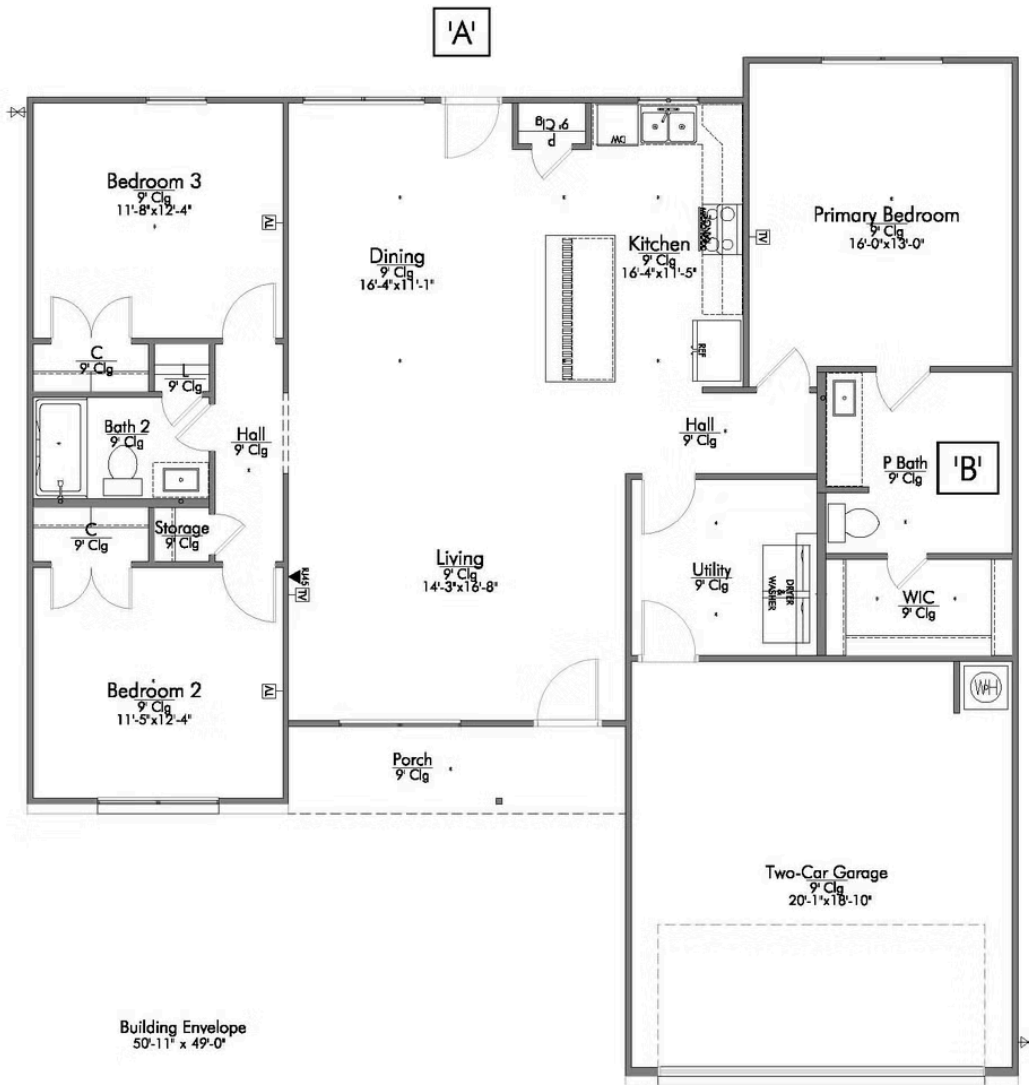 'A'
Bedroom 3
9' Clg
11'-8"x12'-4"
TV
Dining
9' Clg
16'-4"x11'-1"
P
9' Clg
DW
Kitchen
9' Clg
16'-4"x11'-5"
REF
TV
Primary Bedroom
9' Clg
16'-0"x13'-0"
C
9' Clg
L
9' Clg
Bath 2
9' Clg
Hall
9' Clg
Hall
9' Clg
P Bath
9' Clg
'B'
C
9' Clg
Storage
9' Clg
Living
9' Clg
14'-3"x16'-8"
RJ45
TV
Utility
9' Clg
DRYER
&
WASHER
WIC
9' Clg
Bedroom 2
9' Clg
11'-5"x12'-4"
TV
WH
Porch
9' Clg
Two-Car Garage
9' Clg
20'-1"x18'-10"
Building Envelope
50'-11" x 49'-0"